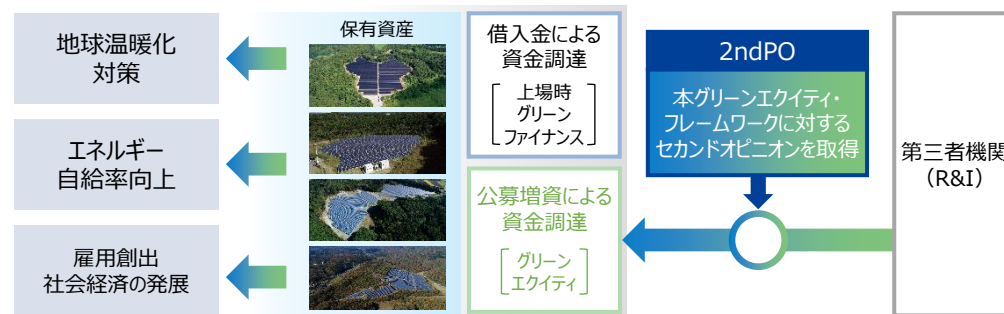 地球温暖化
対策
エネルギー
自給率向上
雇用創出
社会経済の発展
保有資産
借入金による
資金調達
上場時
グリーン
ファイナンス
公募増資による
資金調達
グリーン
エクイティ
2ndPO
本グリーンエクイティ・
フレームワークに対する
セカンドオピニオンを取得
第三者機関
（R&I）